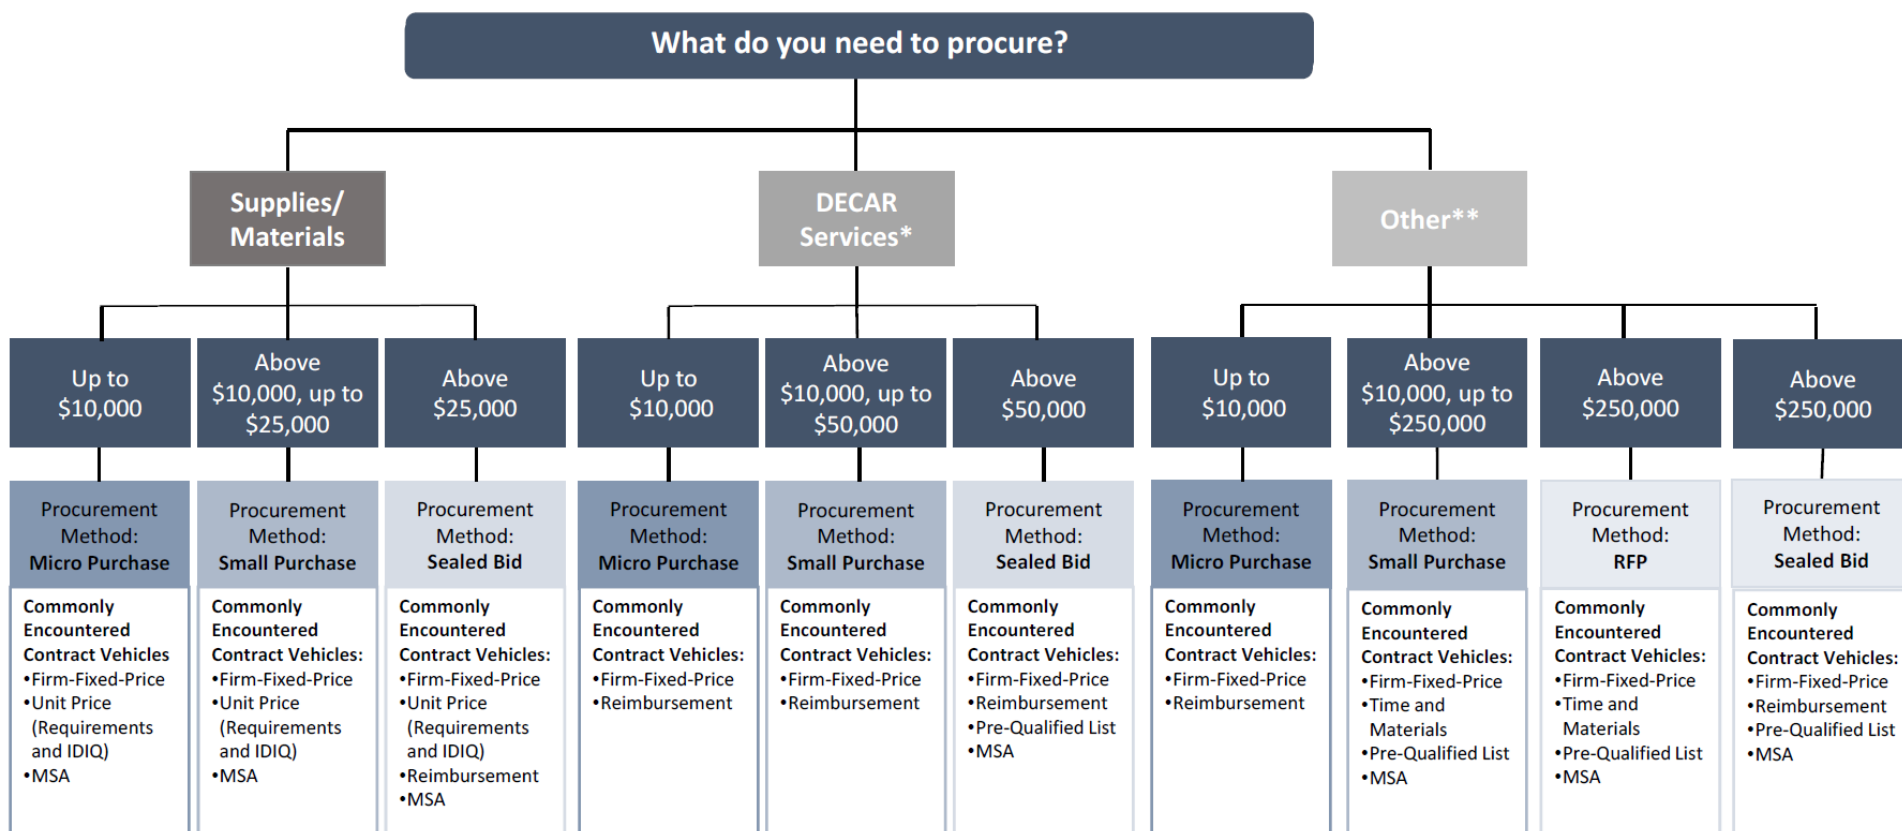 What do you need to procure?
Supplies/
Materials
DECAR
Services*
Other**
Up to
$10,000
Above
$10,000, up to
$25,000
Above
$25,000
Up to
$10,000
Above
$10,000, up to
$50,000
Above
$50,000
Up to
$10,000
Above
$10,000, up to
$250,000
Above
$250,000
Above
$250,000
Procurement
Method:
Micro Purchase
Procurement
Method:
Small Purchase
Procurement
Method:
Sealed Bid
Procurement
Method:
Micro Purchase
Procurement
Method:
Small Purchase
Procurement
Method:
Sealed Bid
Procurement
Method:
Micro Purchase
Procurement
Method:
Small Purchase
Procurement
Method:
RFP
Procurement
Method:
Sealed Bid
Commonly
Encountered
Contract Vehicles
•Firm-Fixed-Price
•Unit Price
(Requirements
and IDIQ)
•MSA
Commonly
Encountered
Contract Vehicles:
•Firm-Fixed-Price
•Unit Price
(Requirements
and IDIQ)
•MSA
Commonly
Encountered
Contract Vehicles:
•Firm-Fixed-Price
•Unit Price
(Requirements
and IDIQ)
•Reimbursement
•MSA
Commonly
Encountered
Contract Vehicles:
•Firm-Fixed-Price
•Reimbursement
Commonly
Encountered
Contract Vehicles:
•Firm-Fixed-Price
•Reimbursement
Commonly
Encountered
Contract Vehicles:
•Firm-Fixed-Price
•Reimbursement
•Pre-Qualified List
•MSA
Commonly
Encountered
Contract Vehicles:
•Firm-Fixed-Price
•Reimbursement
Commonly
Encountered
Contract Vehicles:
•Firm-Fixed-Price
•Time and
Materials
•Pre-Qualified List
•MSA
Commonly
Encountered
Contract Vehicles:
•Firm-Fixed-Price
•Time and
Materials
•Pre-Qualified List
•MSA
Commonly
Encountered
Contract Vehicles:
•Firm-Fixed-Price
•Reimbursement
•Pre-Qualified List
•MSA